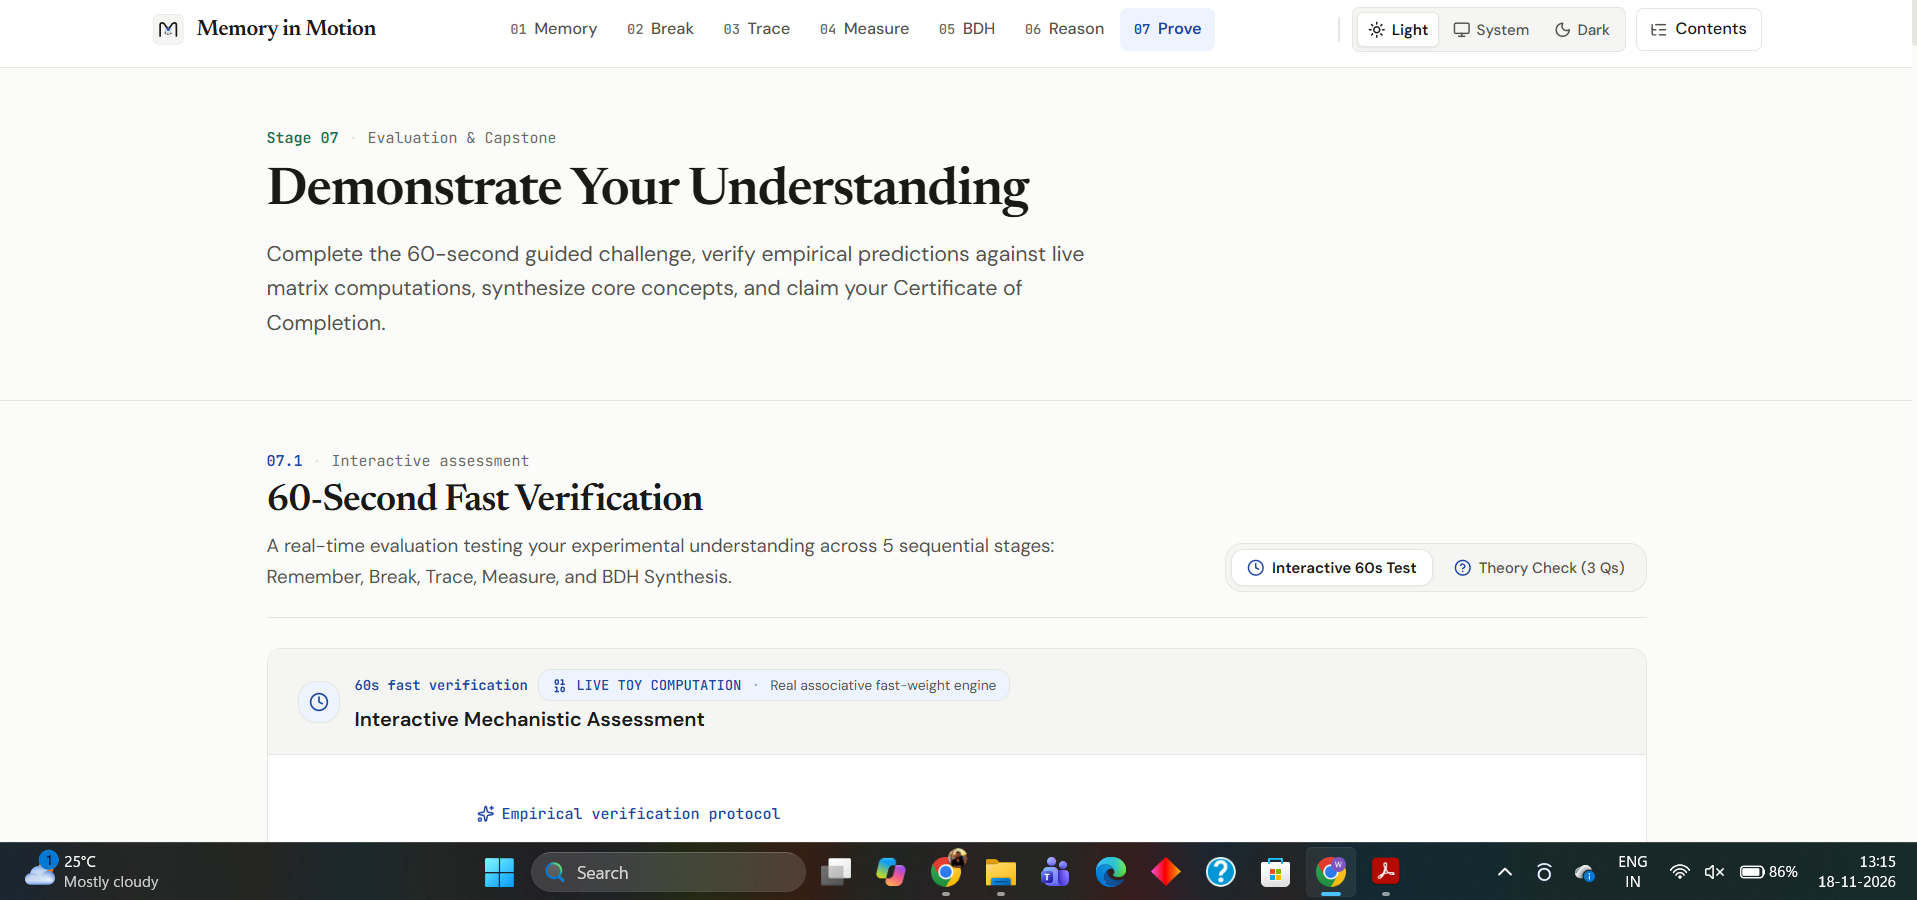 Memory in Motion
01 Memory
02 Break
03 Trace
04 Measure
05 BDH
06 Reason
07 Prove
Light
System
Dark
Contents
Stage 07 · Evaluation & Capstone
Demonstrate Your Understanding
Complete the 60-second guided challenge, verify empirical predictions against live
matrix computations, synthesize core concepts, and claim your Certificate of
Completion.
07.1 · Interactive assessment
60-Second Fast Verification
A real-time evaluation testing your experimental understanding across 5 sequential stages:
Remember, Break, Trace, Measure, and BDH Synthesis.
Interactive 60s Test
Theory Check (3 Qs)
60s fast verification
LIVE TOY COMPUTATION · Real associative fast-weight engine
Interactive Mechanistic Assessment
Empirical verification protocol
1
25°C
Mostly cloudy
Search
ENG
IN
86%
13:15
18-11-2026